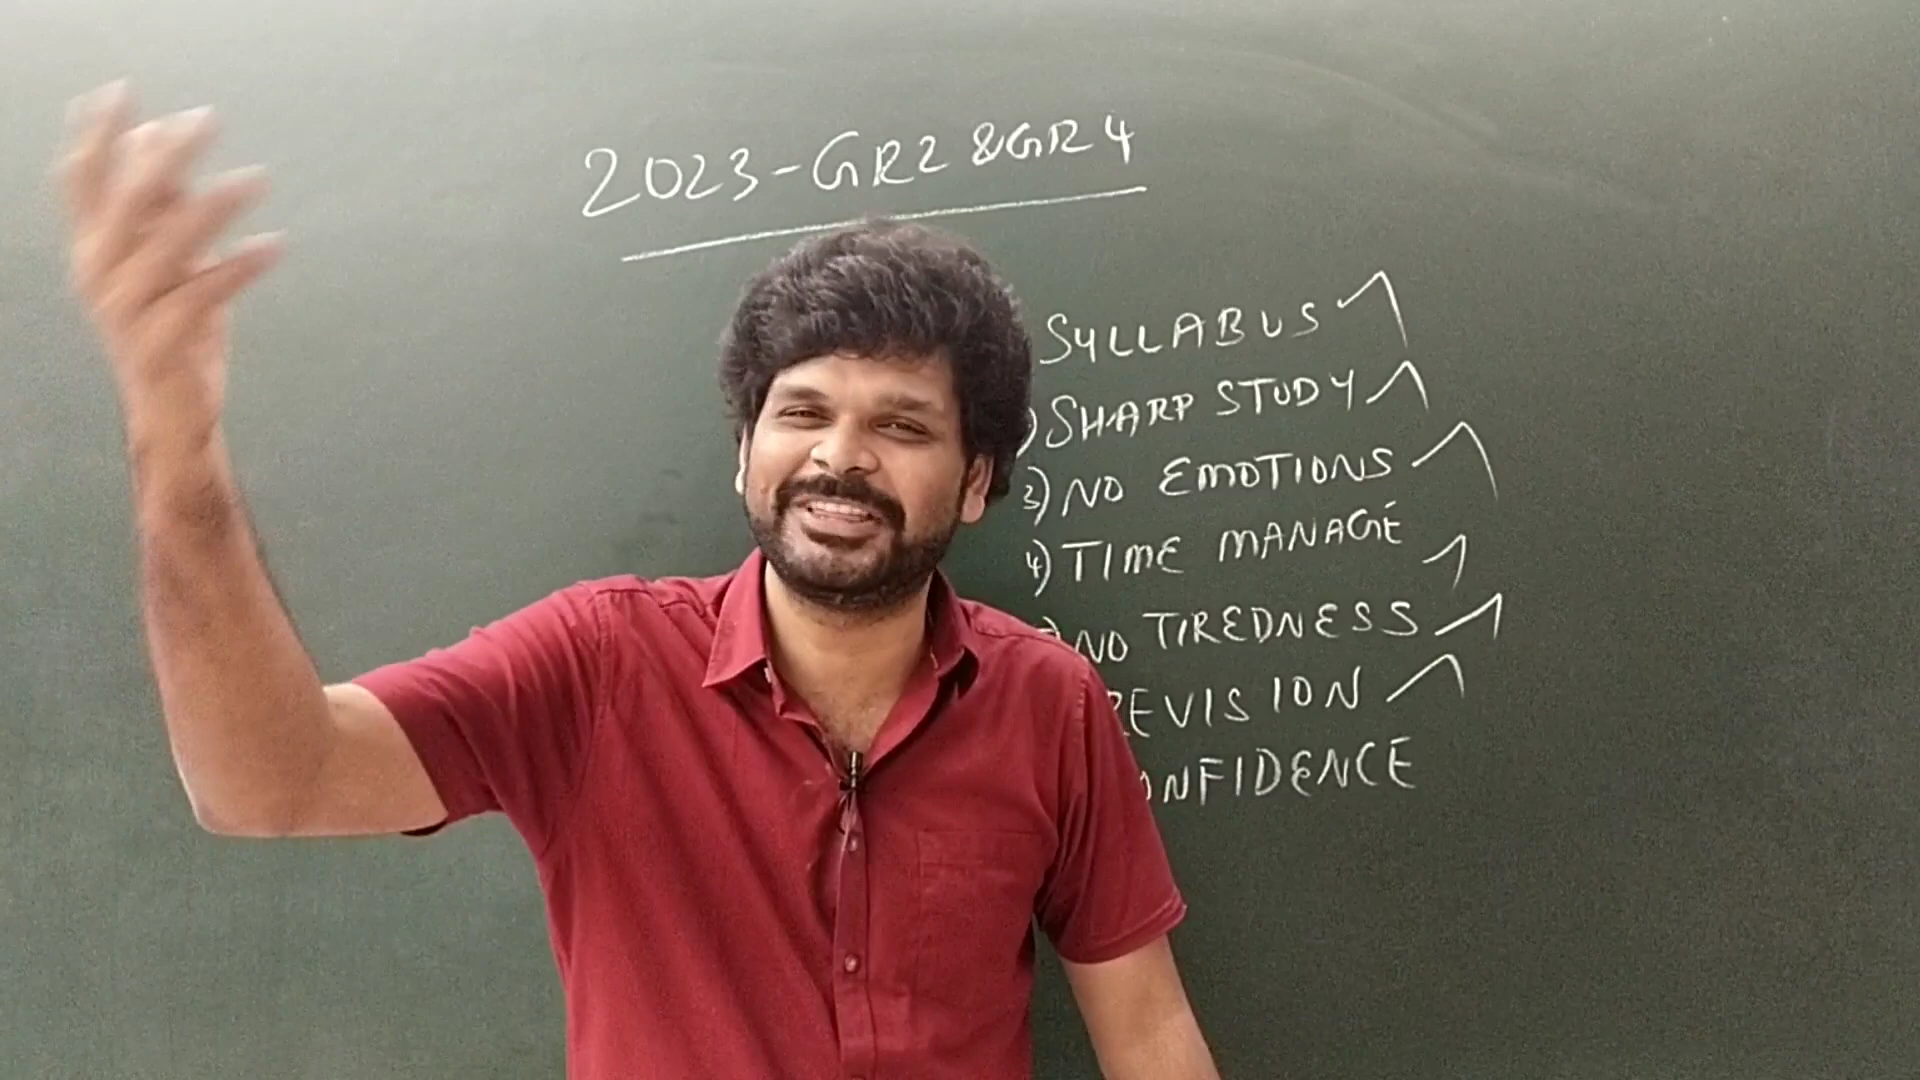 2023-GR2 &GR4
SYLLABUS
)SHARP STUDY
3)NO EMOTIONS
4)TIME MANAGE
NO TIREDNESS
REVISION
ONFIDENCE